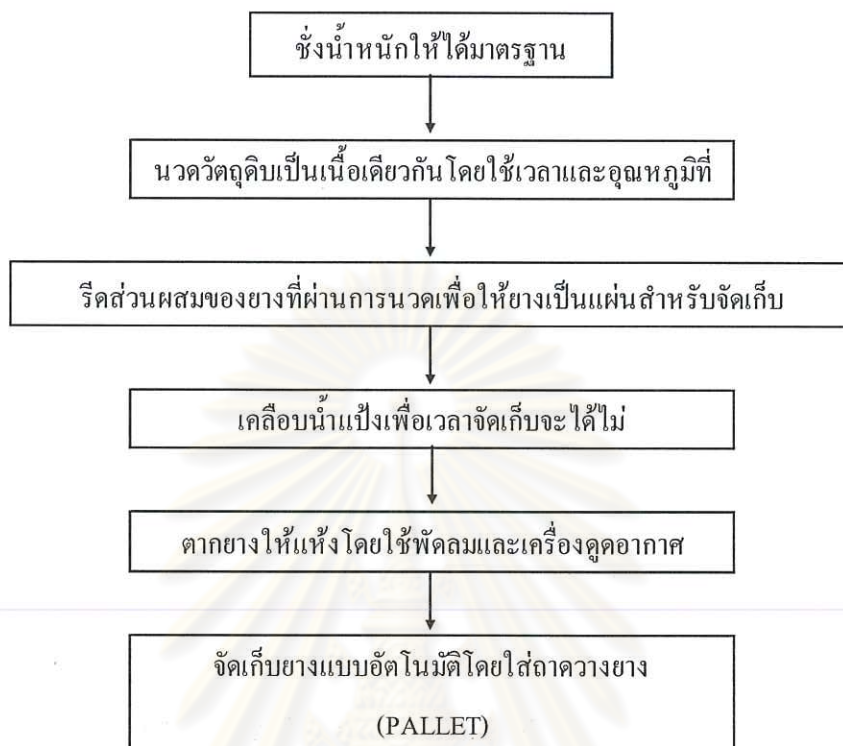 ชั่งน้ำหนักให้ได้มาตรฐาน
นวดวัตถุดิบเป็นเนื้อเดียวกันโดยใช้เวลาและอุณหภูมิที่
รีดส่วนผสมของยางที่ผ่านการนวดเพื่อให้ยางเป็นแผ่นสำหรับจัดเก็บ
เคลือบน้ำแป้งเพื่อเวลาจัดเก็บจะได้ไม่
ตากยางให้แห้งโดยใช้พัดลมและเครื่องดูดอากาศ
จัดเก็บยางแบบอัตโนมัติโดยใส่ถาดวางยาง
(PALLET)